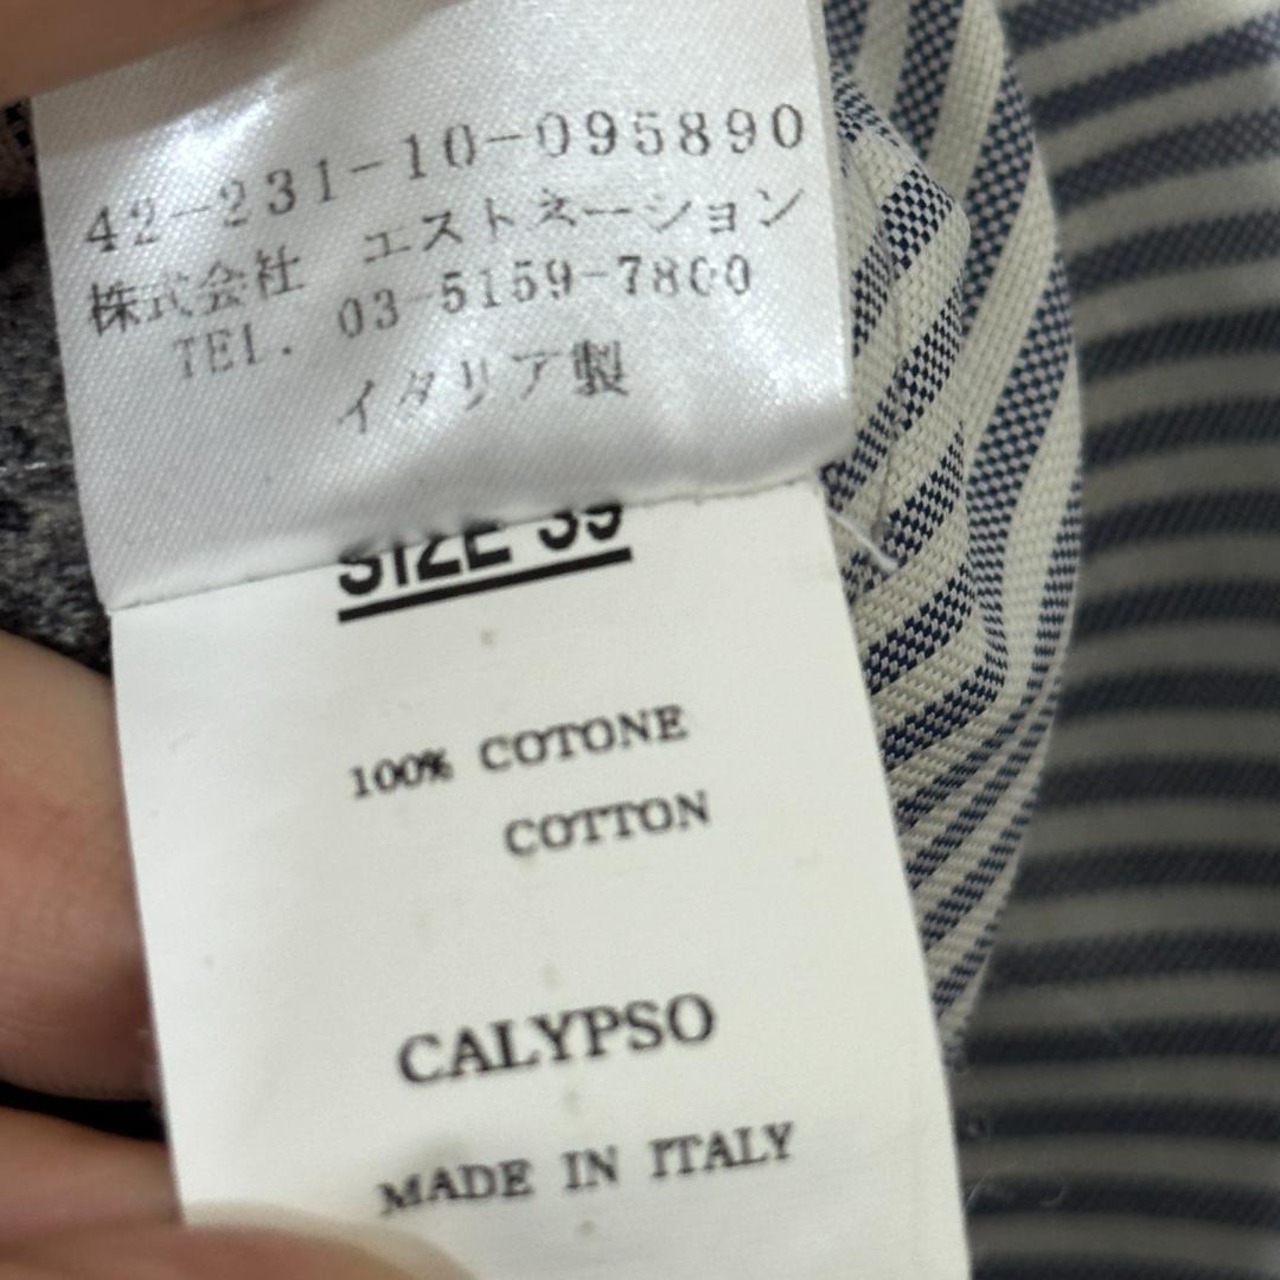 42-231-10-095890
株式会社 エストネーション
TEL. 03-5159-7800
イタリア製
SIZE 39
100% COTONE
COTTON
CALYPSO
MADE IN ITALY